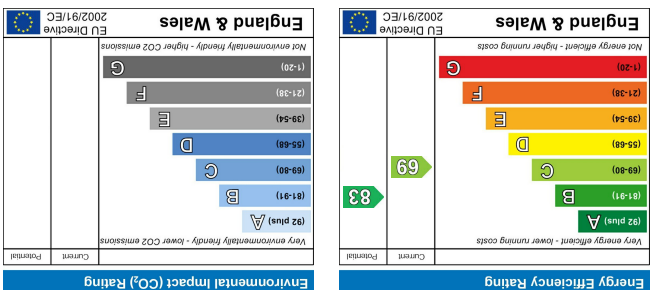 Energy Efficiency Rating
Current
Potential
Very energy efficient - lower running costs
(92 plus) A
(81-91) B
(69-80) C
(55-68) D
(39-54) E
(21-38) F
(1-20) G
69
83
Not energy efficient - higher running costs
England & Wales
EU Directive
2002/91/EC
Environmental Impact (CO₂) Rating
Current
Potential
Very environmentally friendly - lower CO2 emissions
(92 plus) A
(81-91) B
(69-80) C
(55-68) D
(39-54) E
(21-38) F
(1-20) G
Not environmentally friendly - higher CO2 emissions
England & Wales
EU Directive
2002/91/EC